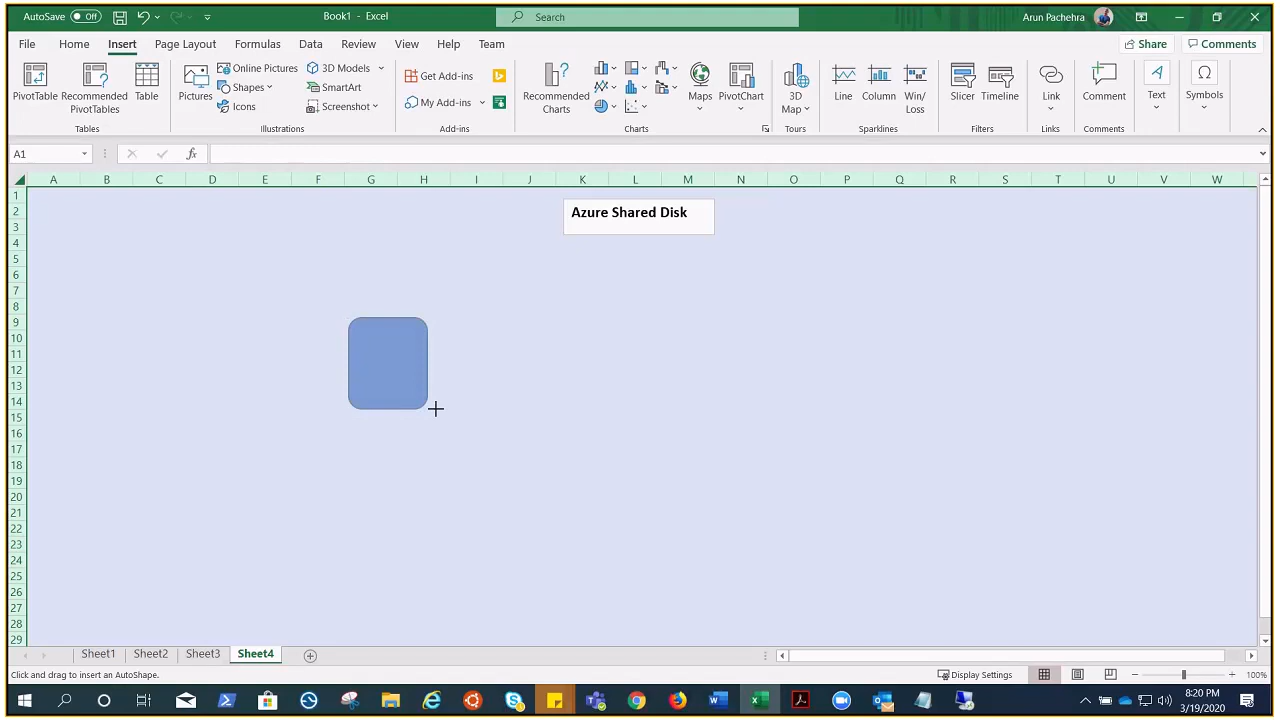 AutoSave Off Book1 - Excel Search Arun Pachehra
File Home Insert Page Layout Formulas Data Review View Help Team Share Comments
PivotTable Recommended PivotTables Table
Pictures Online Pictures Shapes Icons 3D Models SmartArt Screenshot
Get Add-ins My Add-ins
Recommended Charts Maps PivotChart
3D Map Line Column Win/Loss Slicer Timeline Link Comment Text Symbols
Tables Illustrations Add-ins Charts Tours Sparklines Filters Links Comments
A1 fx
A B C D E F G H I J K L M N O P Q R S T U V W
1
2 Azure Shared Disk
3
4
5
6
7
8
9
10
11
12
13
14
15
16
17
18
19
20
21
22
23
24
25
26
27
28
29
Sheet1 Sheet2 Sheet3 Sheet4
Click and drag to insert an AutoShape. Display Settings 100%
8:20 PM
3/19/2020